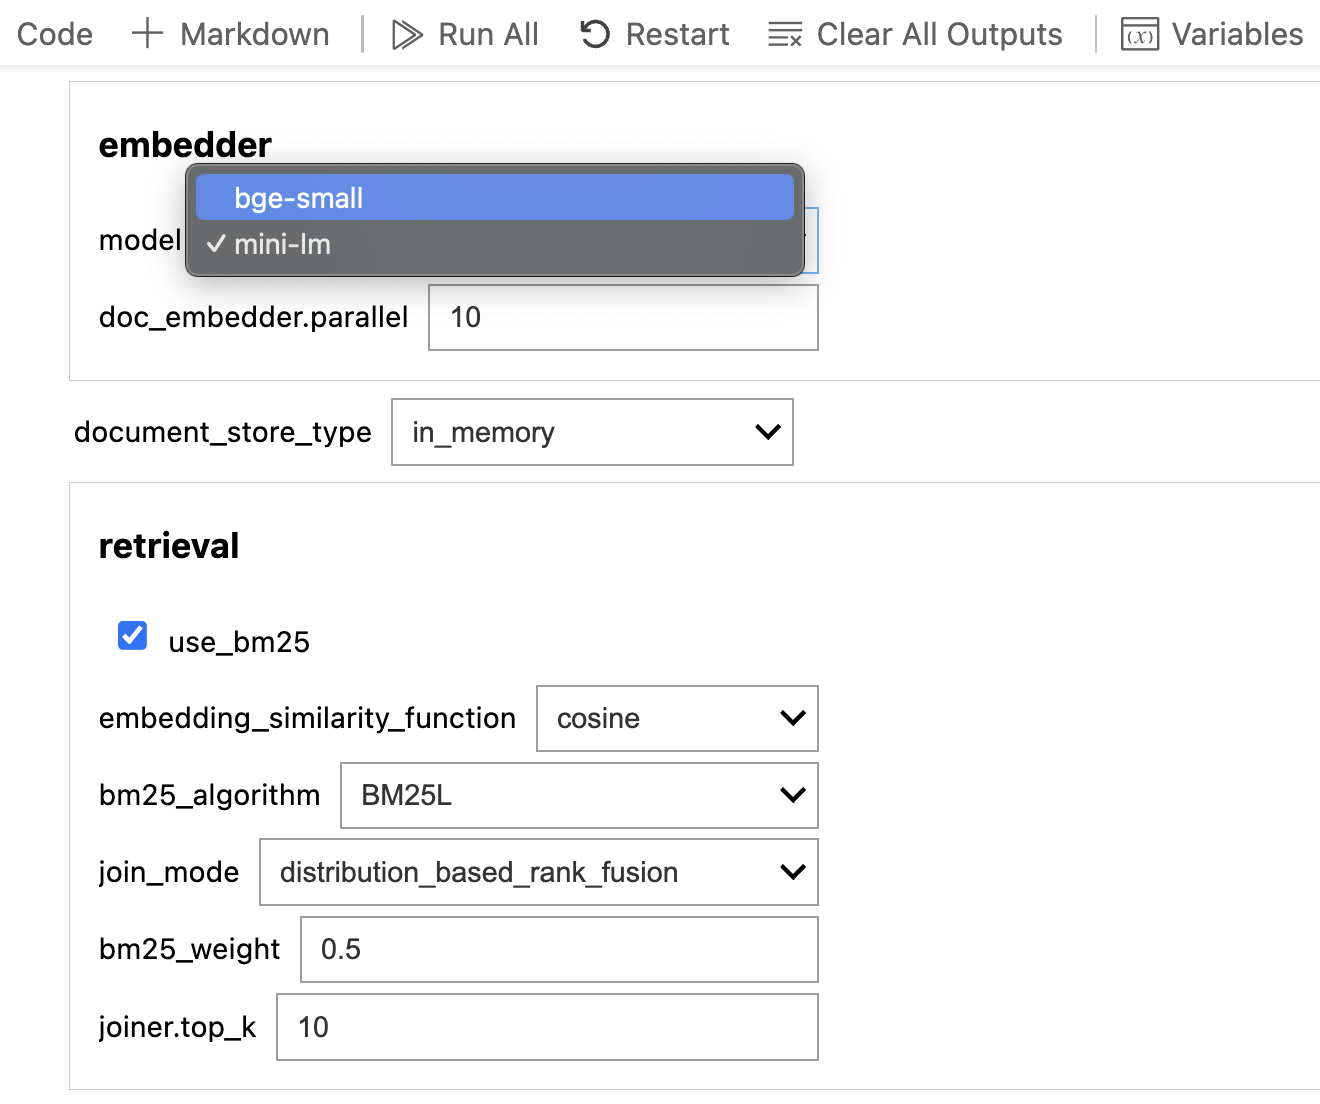 Code + Markdown | Run All Restart Clear All Outputs | (x) Variables
embedder
bge-small
model ✓ mini-lm
doc_embedder.parallel 10
document_store_type in_memory
retrieval
use_bm25
embedding_similarity_function cosine
bm25_algorithm BM25L
join_mode distribution_based_rank_fusion
bm25_weight 0.5
joiner.top_k 10